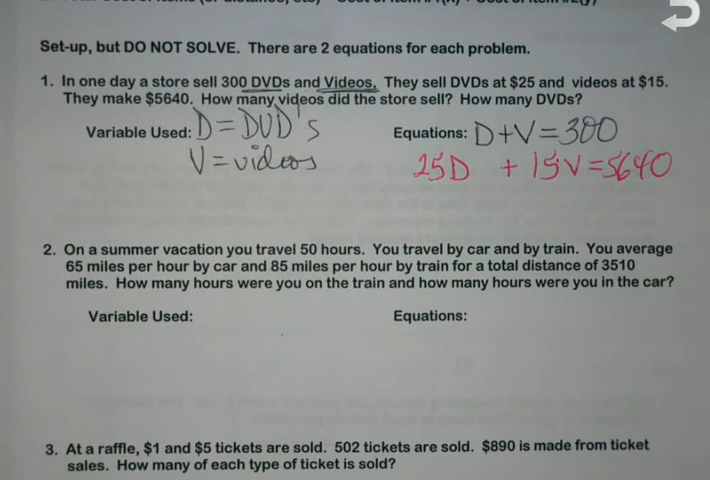 Set-up, but DO NOT SOLVE. There are 2 equations for each problem.
1. In one day a store sell 300 DVDs and Videos, They sell DVDs at $25 and videos at $15.
They make $5640. How many videos did the store sell? How many DVDs?
Variable Used: D = DVD's
V = videos
Equations: D + V = 300
25D + 15V = 5640
2. On a summer vacation you travel 50 hours. You travel by car and by train. You average
65 miles per hour by car and 85 miles per hour by train for a total distance of 3510
miles. How many hours were you on the train and how many hours were you in the car?
Variable Used:
Equations:
3. At a raffle, $1 and $5 tickets are sold. 502 tickets are sold. $890 is made from ticket
sales. How many of each type of ticket is sold?